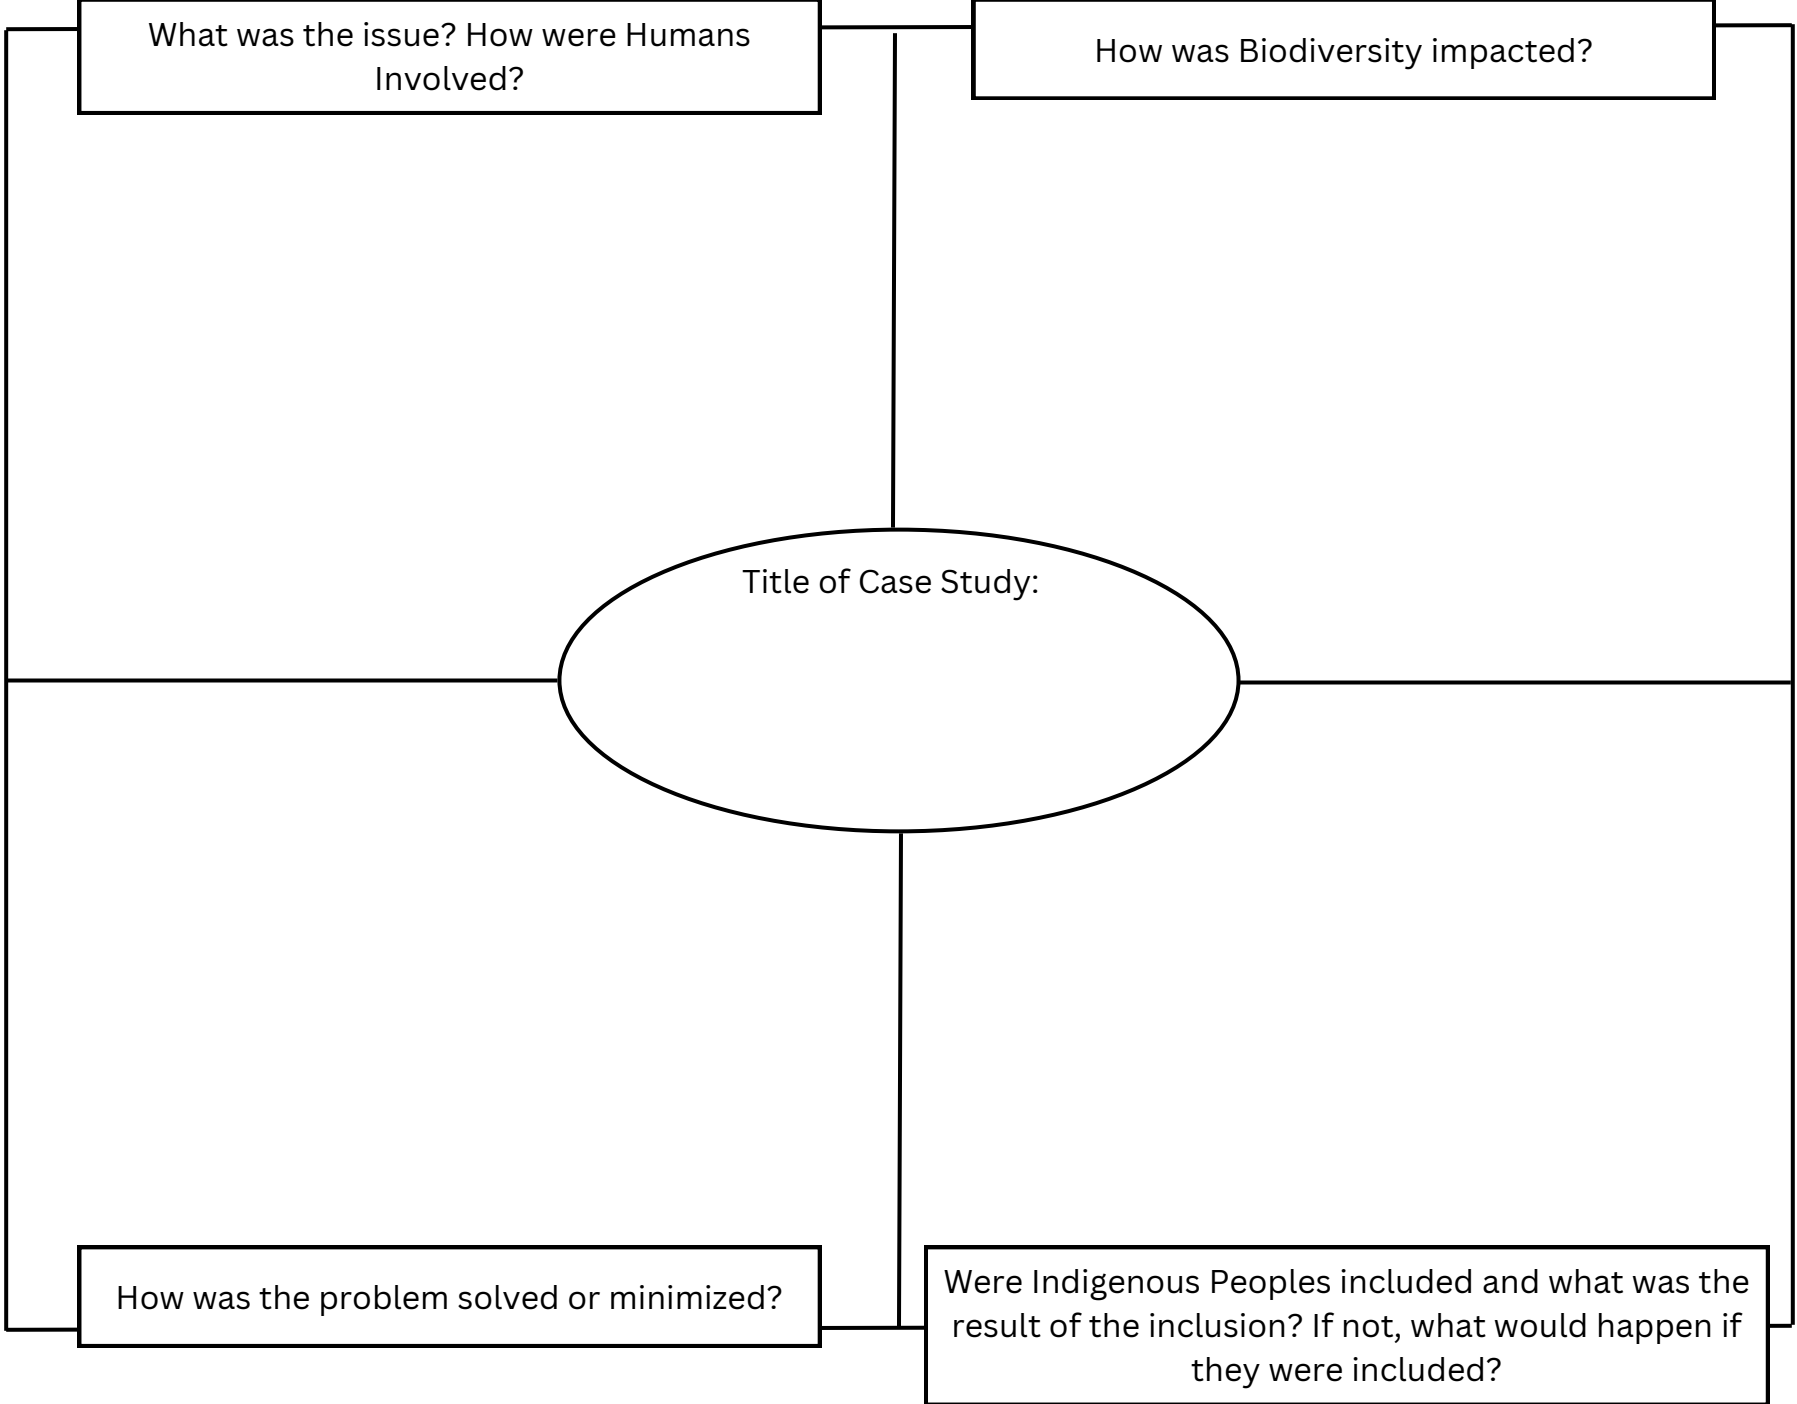 What was the issue? How were Humans
Involved?
How was Biodiversity impacted?
Title of Case Study:
How was the problem solved or minimized?
Were Indigenous Peoples included and what was the
result of the inclusion? If not, what would happen if
they were included?